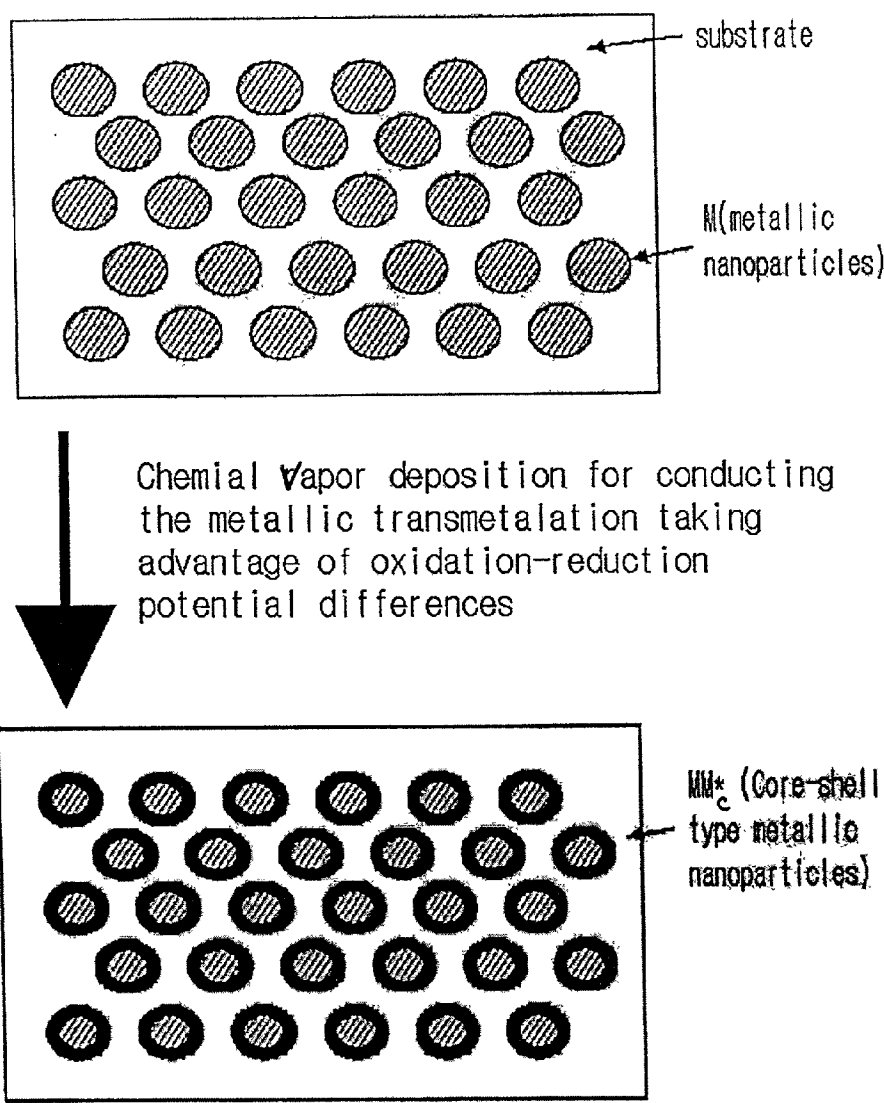 substrate
M(metallic
nanoparticles)
Chemial Vapor deposition for conducting
the metallic transmetalation taking
advantage of oxidation-reduction
potential differences
MM*c (Core-shell
type metallic
nanoparticles)